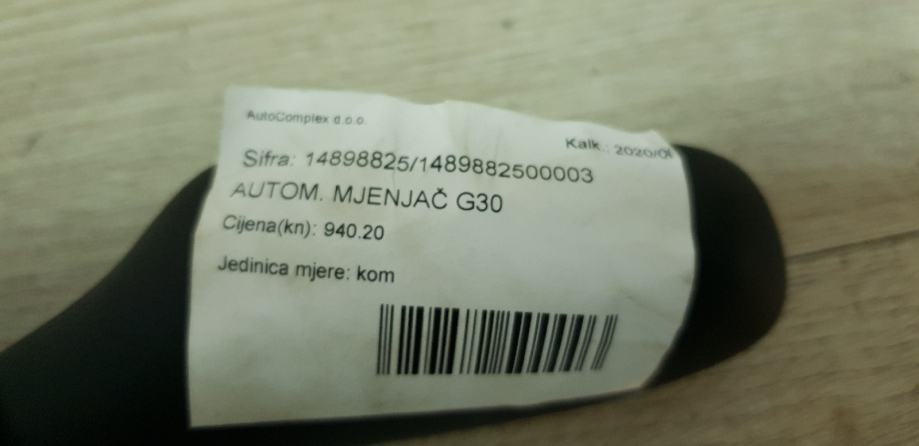 AutoComplex d.o.o.
Kalk.: 2020/0
Sifra: 14898825/1489882500003
AUTOM. MJENJAČ G30
Cijena(kn): 940.20
Jedinica mjere: kom